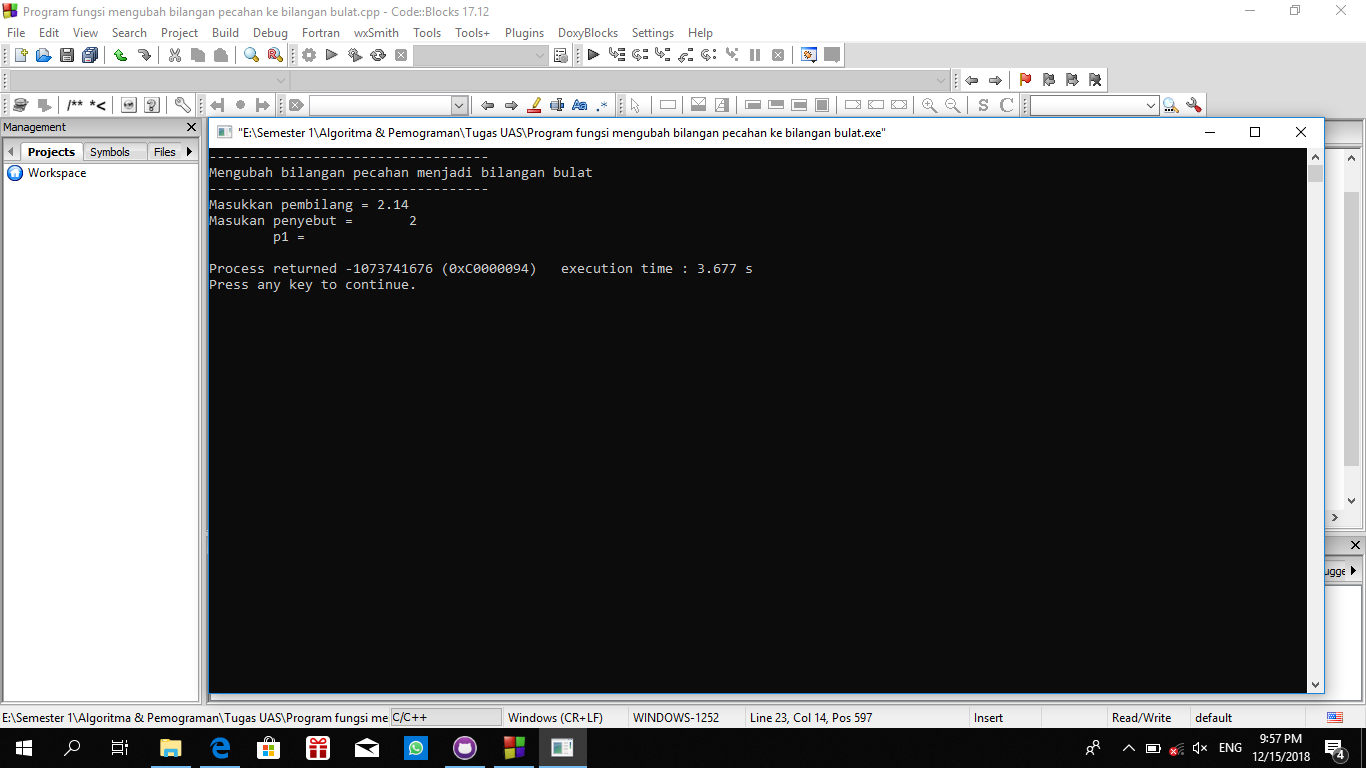 Program fungsi mengubah bilangan pecahan ke bilangan bulat.cpp - Code::Blocks 17.12
File Edit View Search Project Build Debug Fortran wxSmith Tools Tools+ Plugins DoxyBlocks Settings Help
/** *<
Aa .*
S C
Management
Projects Symbols Files
Workspace
"E:\Semester 1\Algoritma & Pemograman\Tugas UAS\Program fungsi mengubah bilangan pecahan ke bilangan bulat.exe"
-----------------------------------
Mengubah bilangan pecahan menjadi bilangan bulat
-----------------------------------
Masukkan pembilang = 2.14
Masukan penyebut =       2
        p1 =
Process returned -1073741676 (0xC0000094)   execution time : 3.677 s
Press any key to continue.
ugge
E:\Semester 1\Algoritma & Pemograman\Tugas UAS\Program fungsi me C/C++ Windows (CR+LF) WINDOWS-1252 Line 23, Col 14, Pos 597 Insert Read/Write default
ENG
9:57 PM
12/15/2018
4